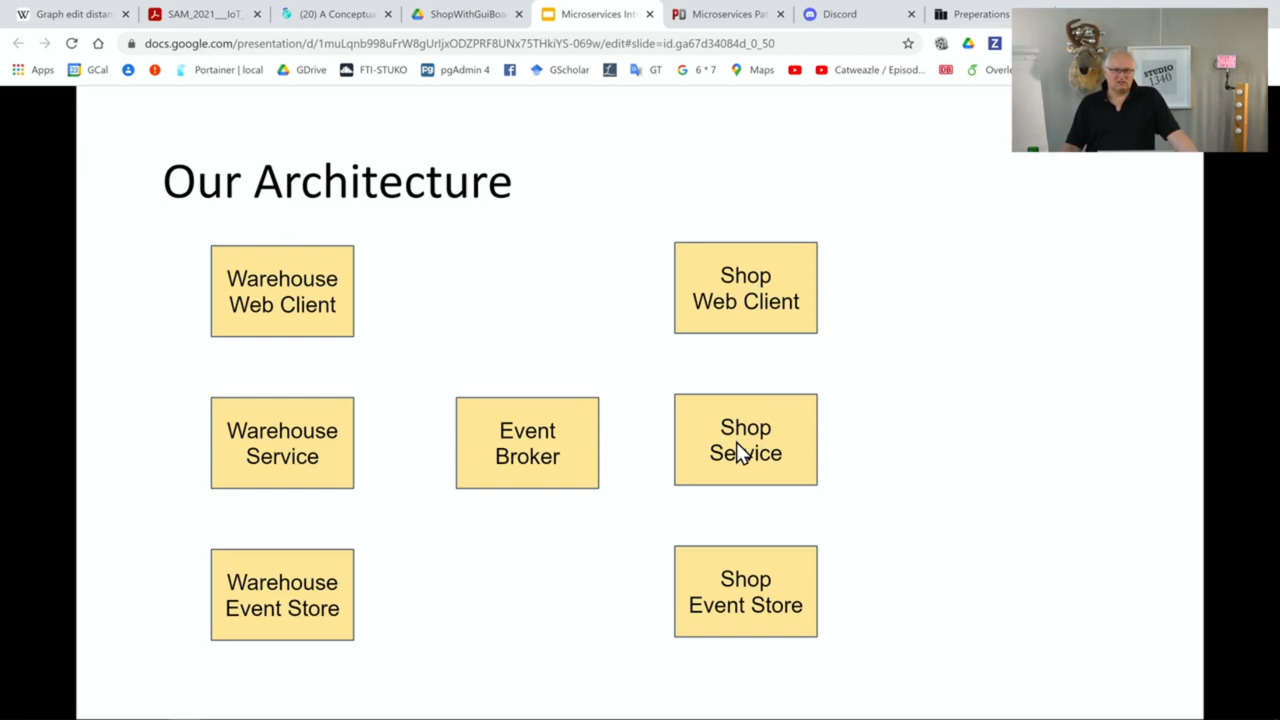 Graph edit distan
SAM_2021___IoT_
(20) A Conceptua
ShopWithGuiBoa
Microservices Int
Microservices Pat
Discord
Preperations
docs.google.com/presentation/d/1muLqnb998uFrW8gUrljxODZPRF8UNx75THkiYS-069w/edit#slide=id.ga67d34084d_0_50
Apps
GCal
Portainer | local
GDrive
FTI-STUKO
pgAdmin 4
GScholar
GT
6 * 7
Maps
Catweazle / Episod...
Overle
STUDIO
1340
Our Architecture
Warehouse
Web Client
Shop
Web Client
Warehouse
Service
Event
Broker
Shop
Service
Warehouse
Event Store
Shop
Event Store